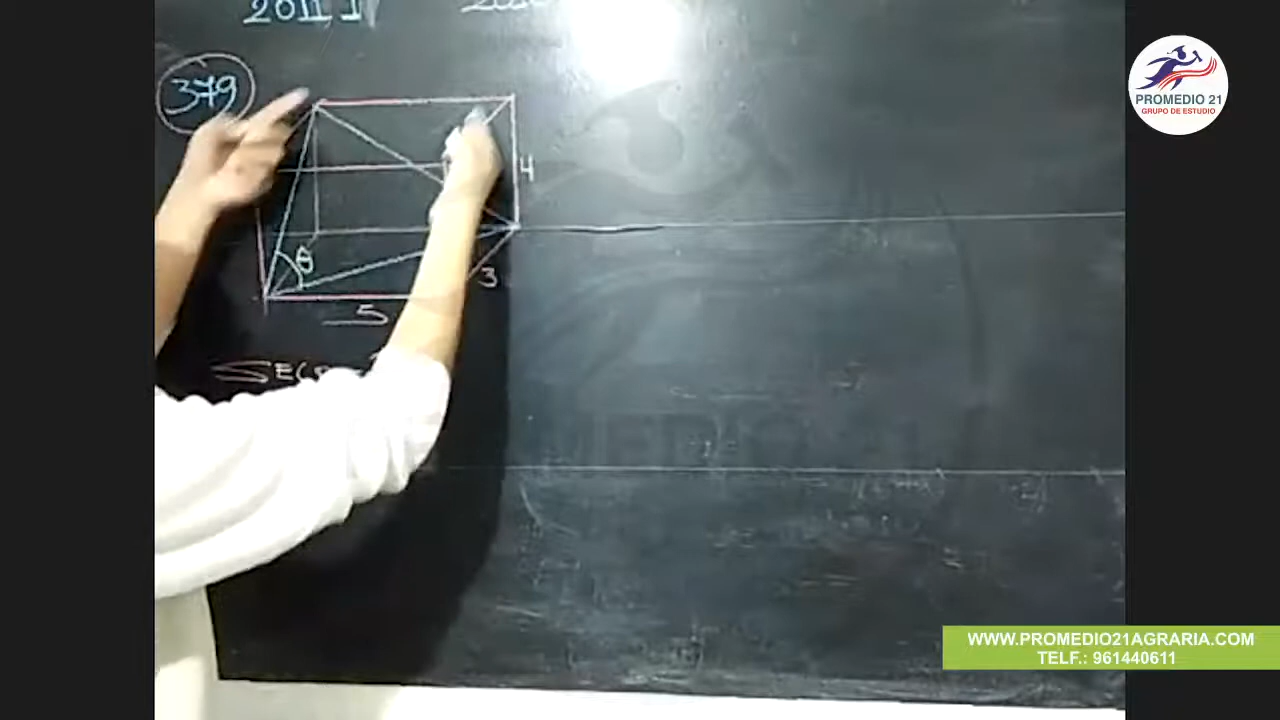 2011 I
379
4
θ
3
5
PROMEDIO 21
GRUPO DE ESTUDIO
WWW.PROMEDIO21AGRARIA.COM
TELF.: 961440611